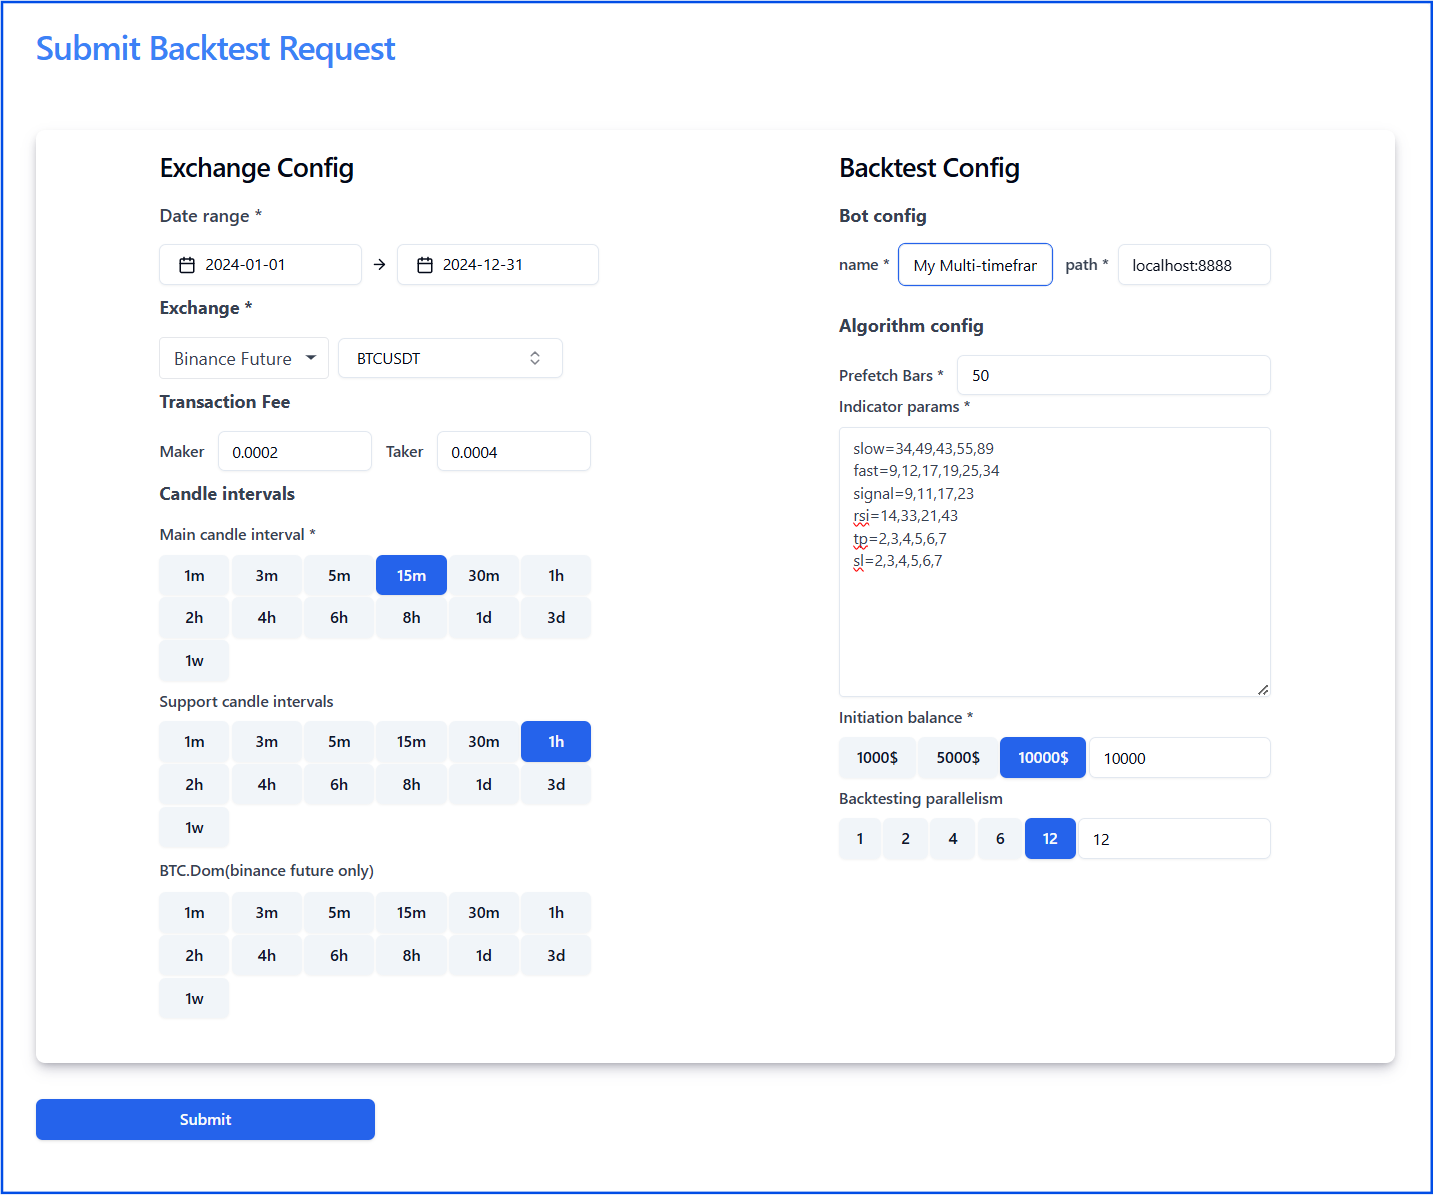 Submit Backtest Request
Exchange Config
Date range *
2024-01-01 → 2024-12-31
Exchange *
Binance Future BTCUSDT
Transaction Fee
Maker 0.0002 Taker 0.0004
Candle intervals
Main candle interval *
1m 3m 5m 15m 30m 1h
2h 4h 6h 8h 1d 3d
1w
Support candle intervals
1m 3m 5m 15m 30m 1h
2h 4h 6h 8h 1d 3d
1w
BTC.Dom(binance future only)
1m 3m 5m 15m 30m 1h
2h 4h 6h 8h 1d 3d
1w
Backtest Config
Bot config
name * My Multi-timefrar path * localhost:8888
Algorithm config
Prefetch Bars * 50
Indicator params *
slow=34,49,43,55,89
fast=9,12,17,19,25,34
signal=9,11,17,23
rsi=14,33,21,43
tp=2,3,4,5,6,7
sl=2,3,4,5,6,7
Initiation balance *
1000$ 5000$ 10000$ 10000
Backtesting parallelism
1 2 4 6 12 12
Submit